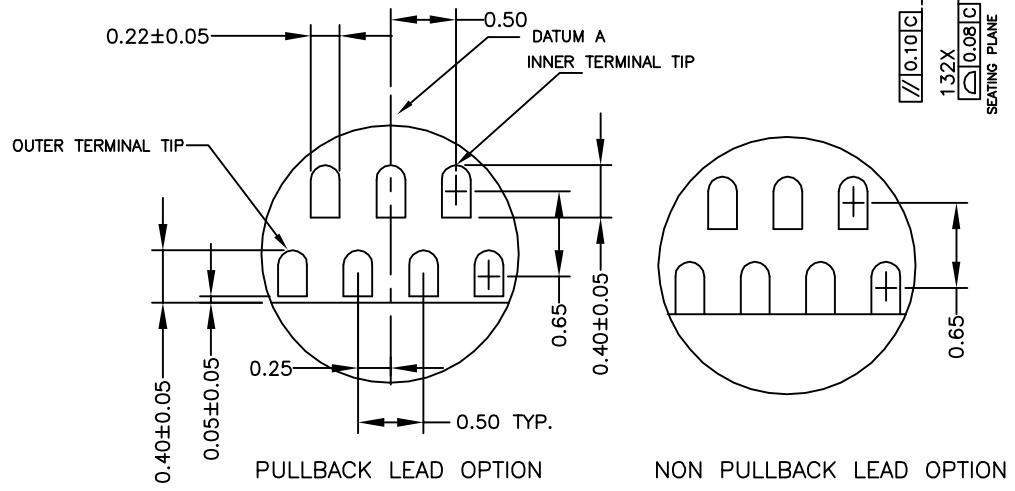 0.50
0.22±0.05
DATUM A
INNER TERMINAL TIP
OUTER TERMINAL TIP
0.65
0.40±0.05
0.40±0.05
0.05±0.05
0.25
0.50 TYP.
PULLBACK LEAD OPTION
// 0.10 C
132X
⌓ 0.08 C
SEATING PLANE
0.65
NON PULLBACK LEAD OPTION